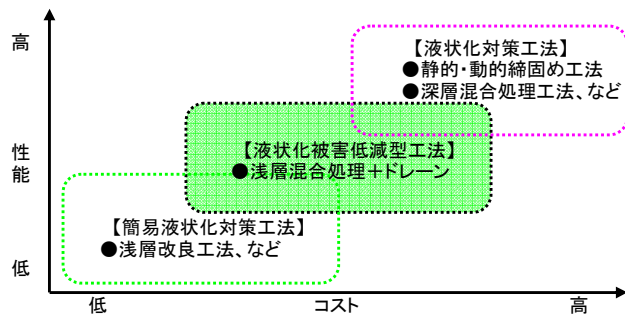 高
【液状化対策工法】
●静的・動的締固め工法
●深層混合処理工法、など
性能
【液状化被害低減型工法】
●浅層混合処理＋ドレーン
【簡易液状化対策工法】
●浅層改良工法、など
低
低 コスト 高